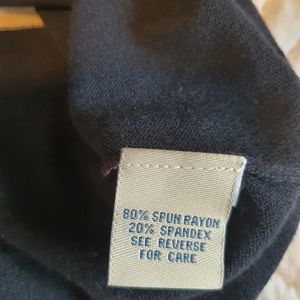 80% SPUN RAYON
20% SPANDEX
SEE REVERSE
FOR CARE